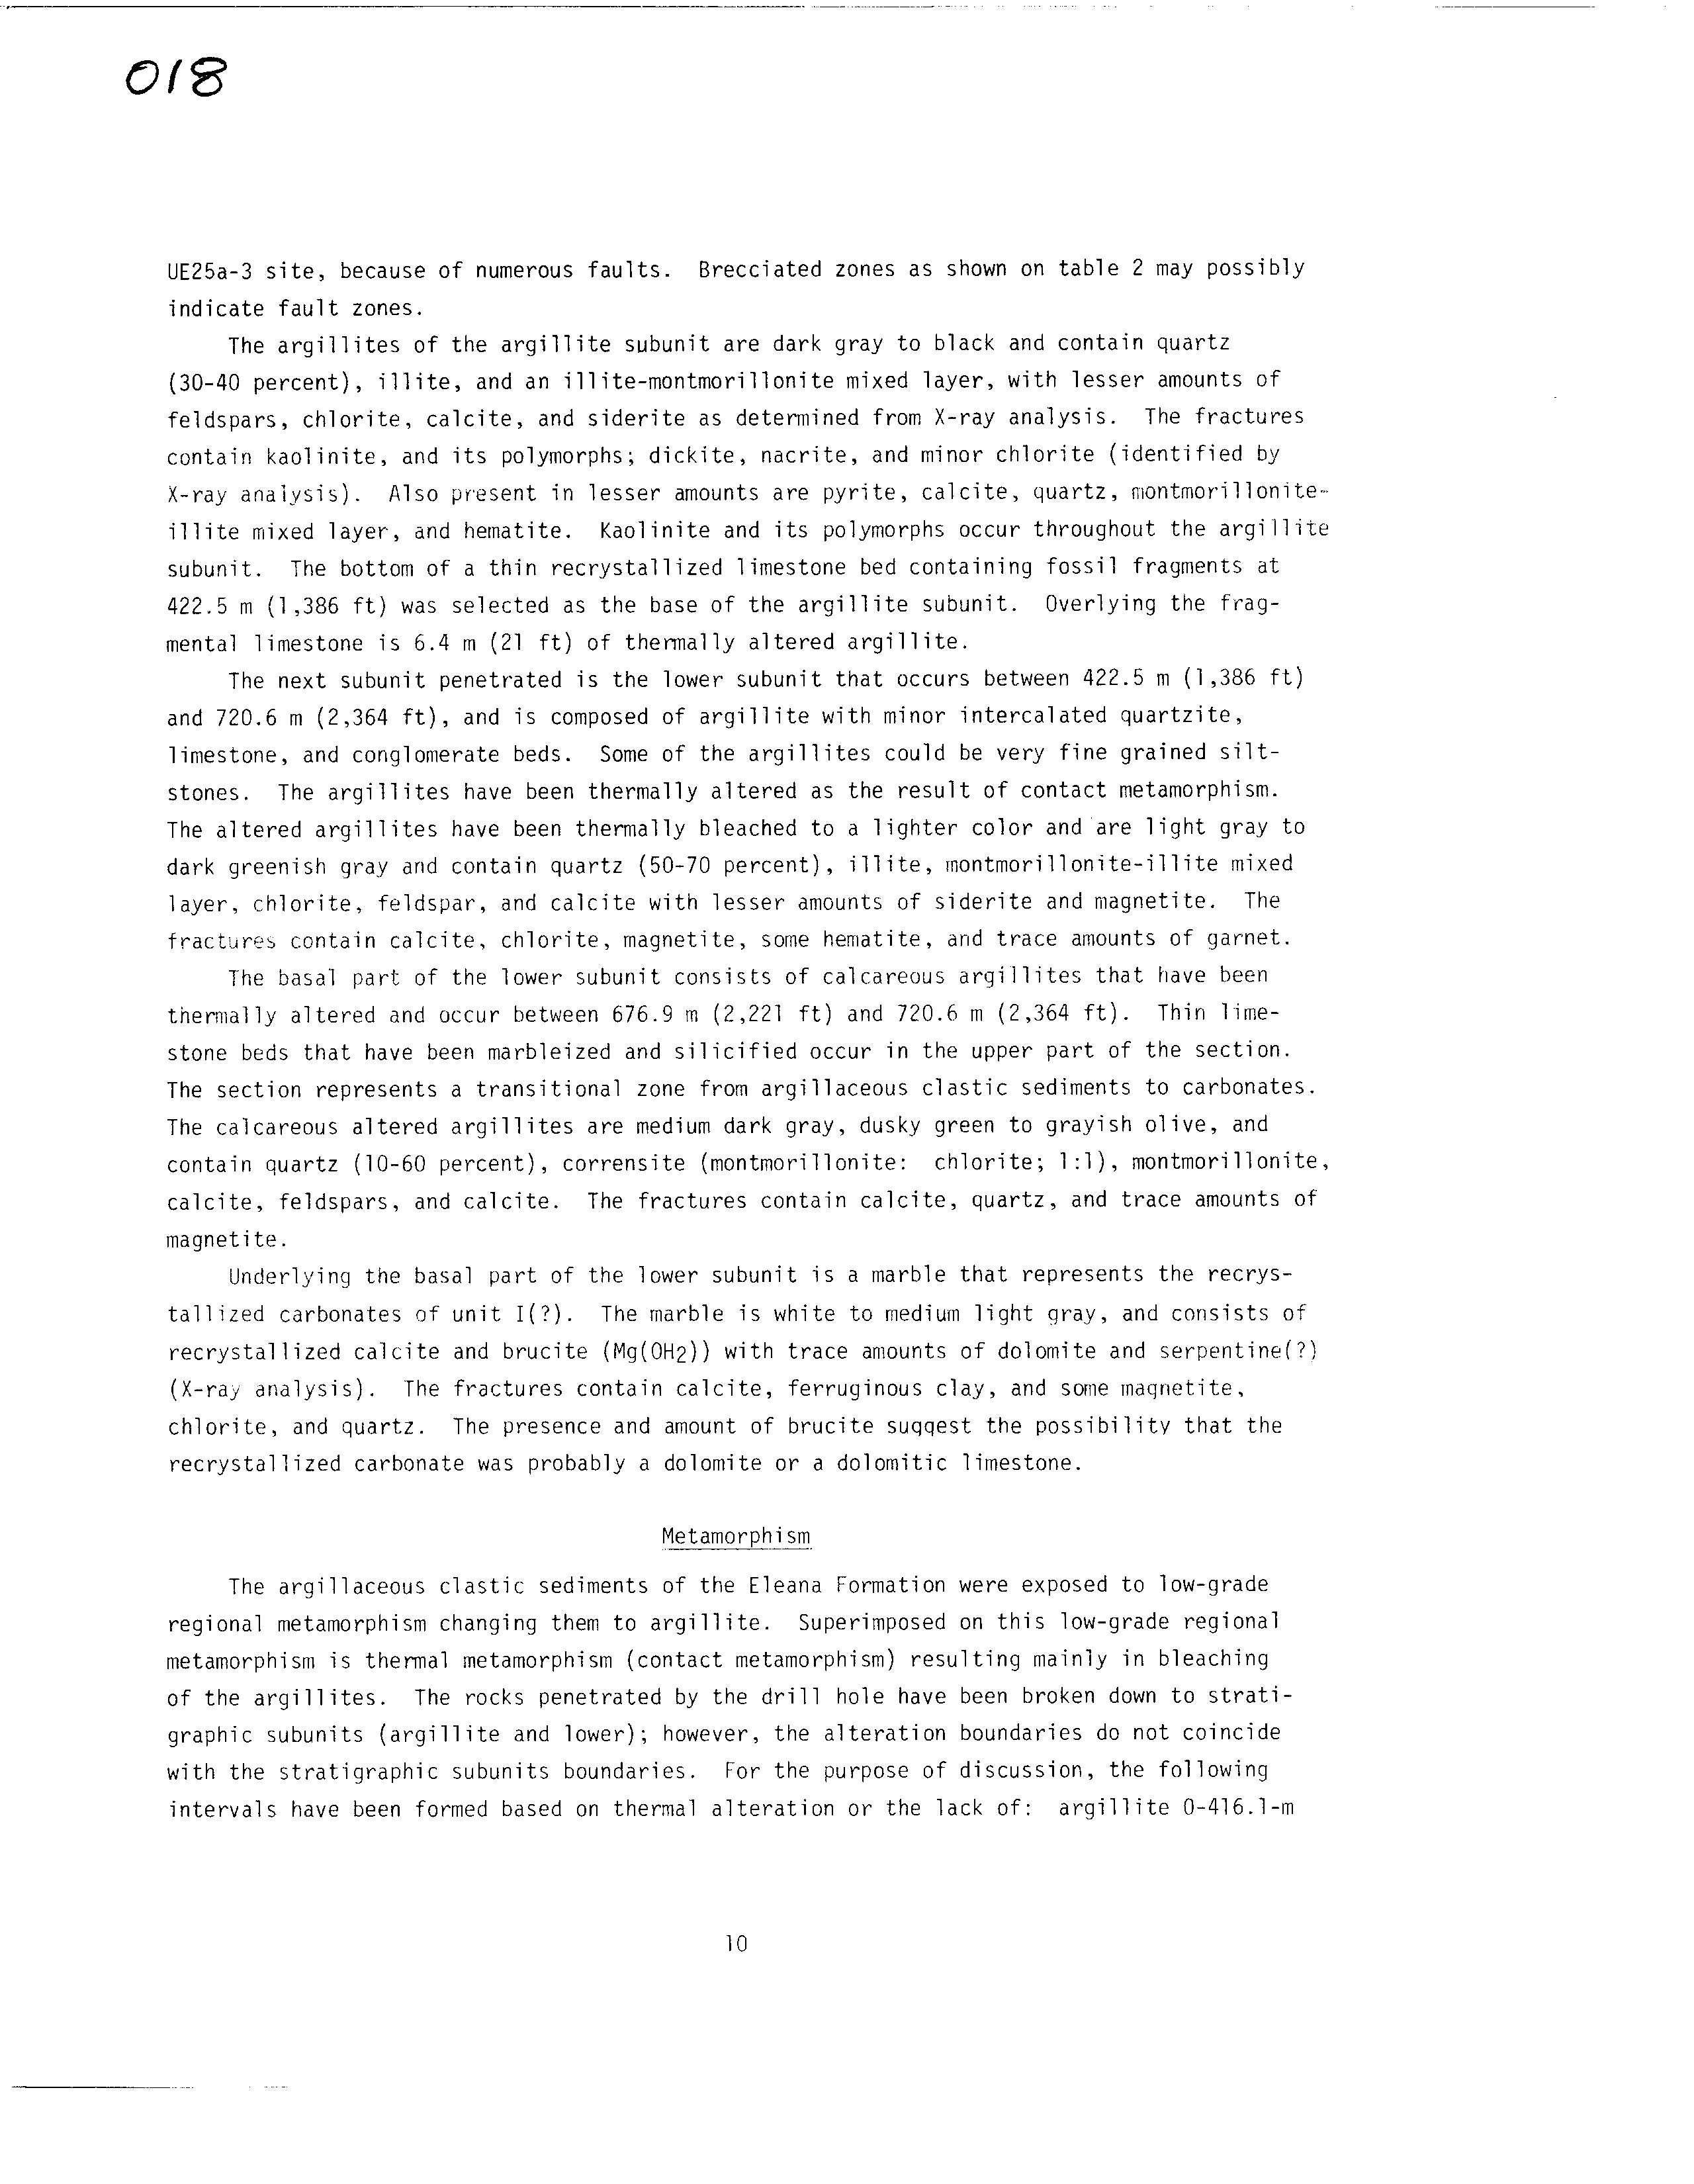 018
UE25a-3 site, because of numerous faults.  Brecciated zones as shown on table 2 may possibly
indicate fault zones.
The argillites of the argillite subunit are dark gray to black and contain quartz
(30-40 percent), illite, and an illite-montmorillonite mixed layer, with lesser amounts of
feldspars, chlorite, calcite, and siderite as determined from X-ray analysis.  The fractures
contain kaolinite, and its polymorphs; dickite, nacrite, and minor chlorite (identified by
X-ray analysis).  Also present in lesser amounts are pyrite, calcite, quartz, montmorillonite-
illite mixed layer, and hematite.  Kaolinite and its polymorphs occur throughout the argillite
subunit.  The bottom of a thin recrystallized limestone bed containing fossil fragments at
422.5 m (1,386 ft) was selected as the base of the argillite subunit.  Overlying the frag-
mental limestone is 6.4 m (21 ft) of thermally altered argillite.
The next subunit penetrated is the lower subunit that occurs between 422.5 m (1,386 ft)
and 720.6 m (2,364 ft), and is composed of argillite with minor intercalated quartzite,
limestone, and conglomerate beds.  Some of the argillites could be very fine grained silt-
stones.  The argillites have been thermally altered as the result of contact metamorphism.
The altered argillites have been thermally bleached to a lighter color and are light gray to
dark greenish gray and contain quartz (50-70 percent), illite, montmorillonite-illite mixed
layer, chlorite, feldspar, and calcite with lesser amounts of siderite and magnetite.  The
fractures contain calcite, chlorite, magnetite, some hematite, and trace amounts of garnet.
The basal part of the lower subunit consists of calcareous argillites that have been
thermally altered and occur between 676.9 m (2,221 ft) and 720.6 m (2,364 ft).  Thin lime-
stone beds that have been marbleized and silicified occur in the upper part of the section.
The section represents a transitional zone from argillaceous clastic sediments to carbonates.
The calcareous altered argillites are medium dark gray, dusky green to grayish olive, and
contain quartz (10-60 percent), corrensite (montmorillonite:  chlorite; 1:1), montmorillonite,
calcite, feldspars, and calcite.  The fractures contain calcite, quartz, and trace amounts of
magnetite.
Underlying the basal part of the lower subunit is a marble that represents the recrys-
tallized carbonates of unit I(?).  The marble is white to medium light gray, and consists of
recrystallized calcite and brucite (Mg(OH2)) with trace amounts of dolomite and serpentine(?)
(X-ray analysis).  The fractures contain calcite, ferruginous clay, and some magnetite,
chlorite, and quartz.  The presence and amount of brucite suggest the possibility that the
recrystallized carbonate was probably a dolomite or a dolomitic limestone.
Metamorphism
The argillaceous clastic sediments of the Eleana Formation were exposed to low-grade
regional metamorphism changing them to argillite.  Superimposed on this low-grade regional
metamorphism is thermal metamorphism (contact metamorphism) resulting mainly in bleaching
of the argillites.  The rocks penetrated by the drill hole have been broken down to strati-
graphic subunits (argillite and lower); however, the alteration boundaries do not coincide
with the stratigraphic subunits boundaries.  For the purpose of discussion, the following
intervals have been formed based on thermal alteration or the lack of:  argillite 0-416.1-m
10